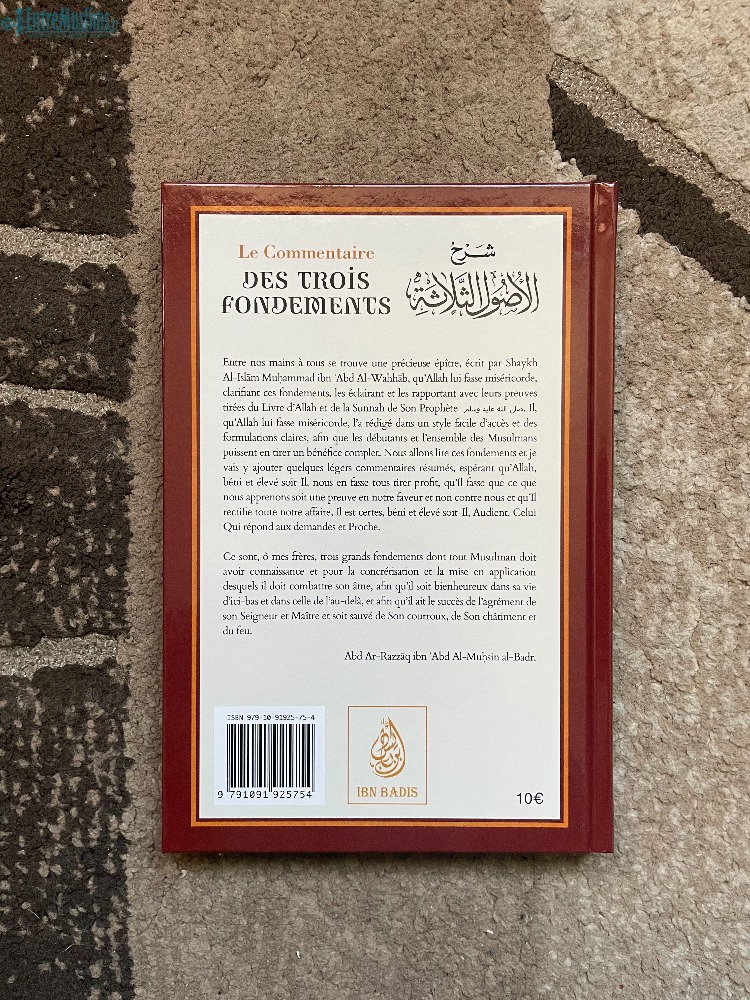 Le Commentaire
DES TROIS
FONDEMENTS
شرح
الأصول الثلاثة
Entre nos mains à tous se trouve une précieuse épître, écrit par Shaykh
Al-Islām Muḥammad ibn 'Abd Al-Wahhāb, qu'Allah lui fasse miséricorde,
clarifiant ces fondements, les éclairant et les rapportant avec leurs preuves
tirées du Livre d'Allah et de la Sunnah de Son Prophète صلى الله عليه وسلم. Il,
qu'Allah lui fasse miséricorde, l'a rédigé dans un style facile d'accès et des
formulations claires, afin que les débutants et l'ensemble des Musulmans
puissent en tirer un bénéfice complet. Nous allons lire ces fondements et je
vais y ajouter quelques légers commentaires résumés, espérant qu'Allah,
béni et élevé soit-Il, nous en fasse tous tirer profit, qu'Il fasse que ce que
nous apprenons soit une preuve en notre faveur et non contre nous et qu'Il
rectifie toute notre affaire. Il est certes, béni et élevé soit-Il, Audient, Celui
Qui répond aux demandes et Proche.
Ce sont, ô mes frères, trois grands fondements dont tout Musulman doit
avoir connaissance et pour la concrétisation et la mise en application
desquels il doit combattre son âme, afin qu'il soit bienheureux dans sa vie
d'ici-bas et dans celle de l'au-delà, et afin qu'il ait le succès de l'agrément de
son Seigneur et Maître et soit sauvé de Son courroux, de Son châtiment et
du feu.
Abd Ar-Razzāq ibn 'Abd Al-Muḥsin al-Badr.
ISBN 979-10-91925-75-4
9 791091 925754
IBN BADIS
10€